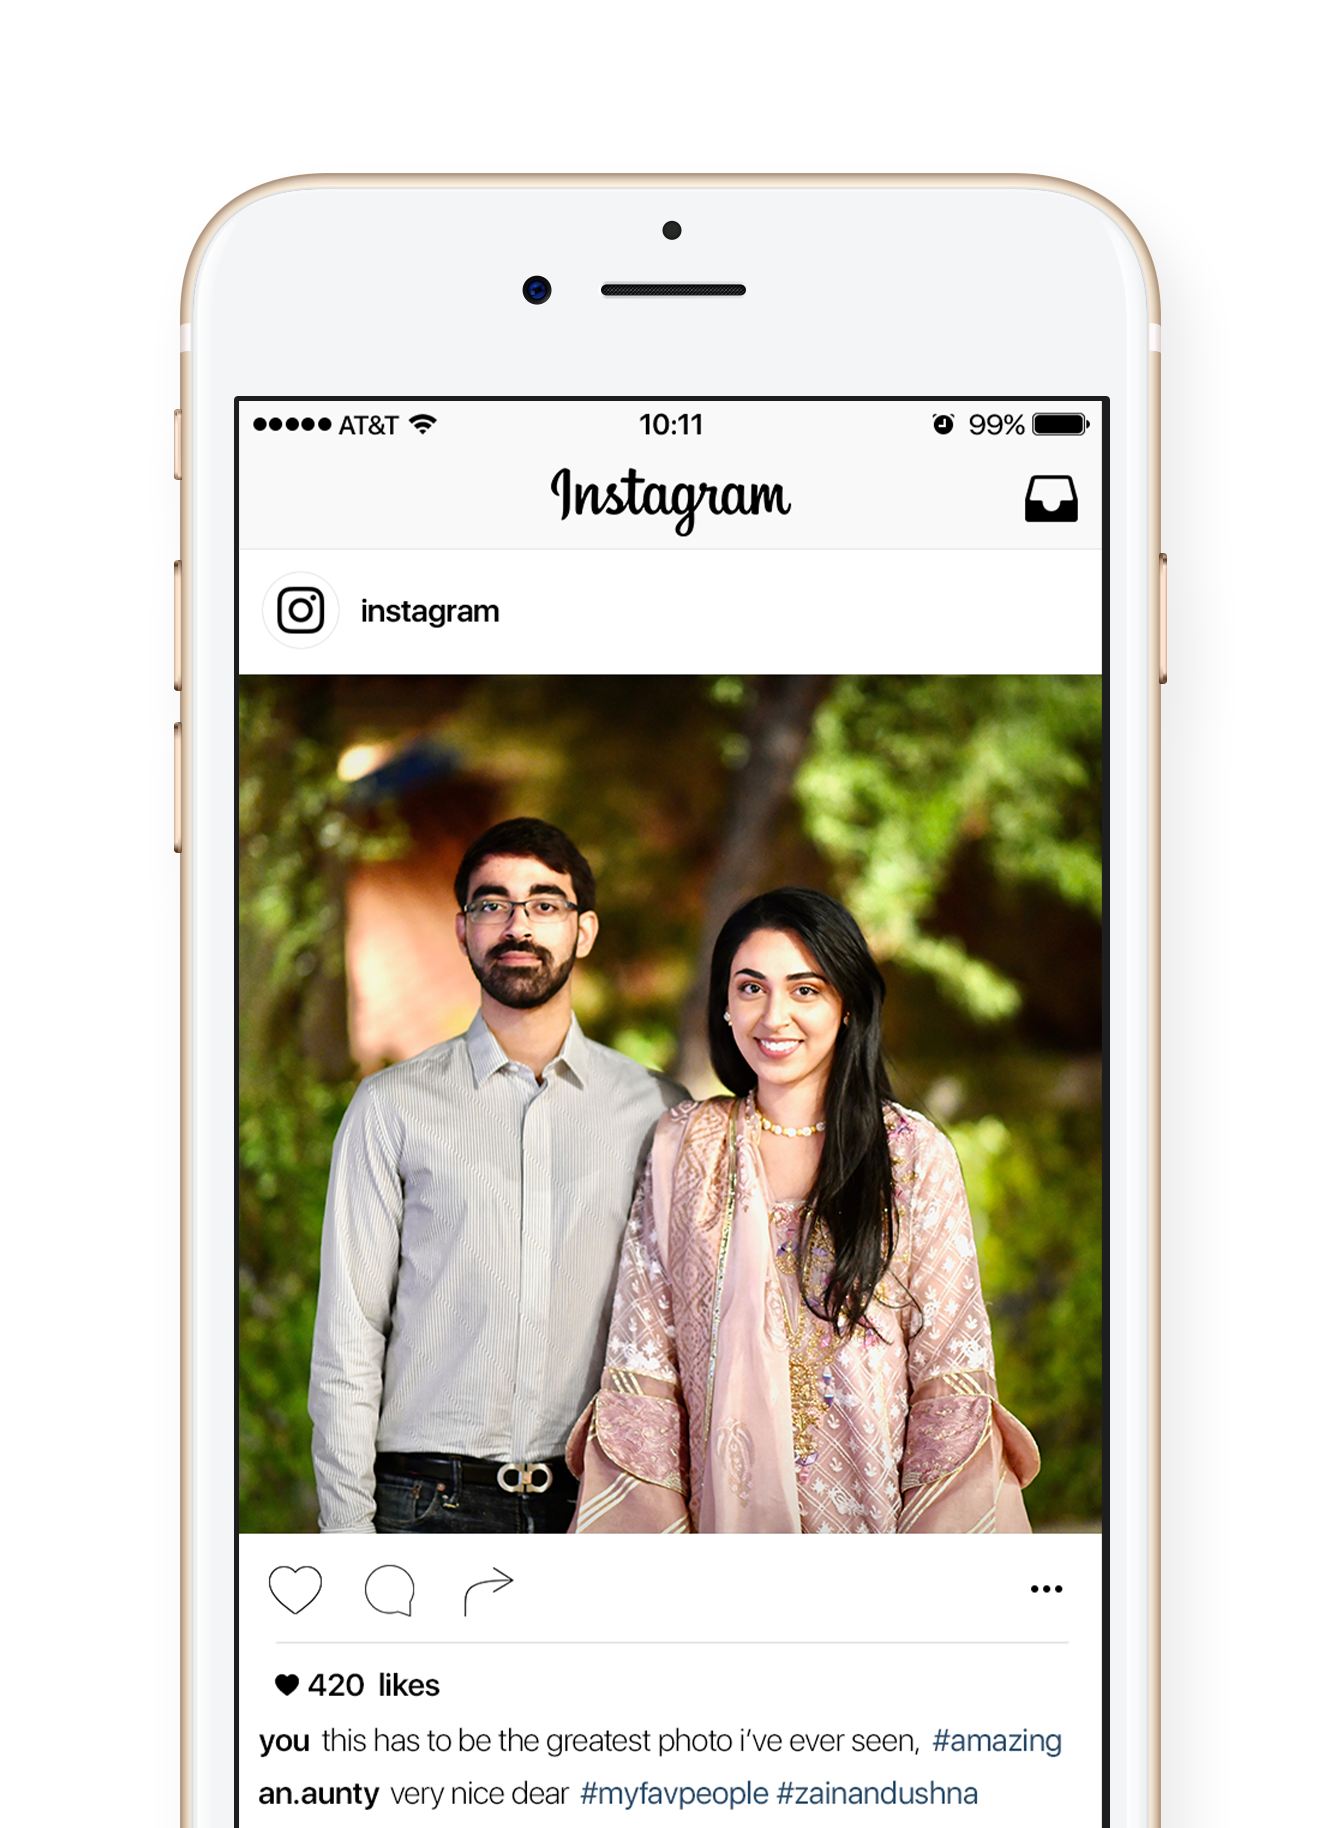 AT&T 10:11 99%
Instagram
instagram
420 likes
you this has to be the greatest photo i've ever seen, #amazing
an.aunty very nice dear #myfavpeople #zainandushna